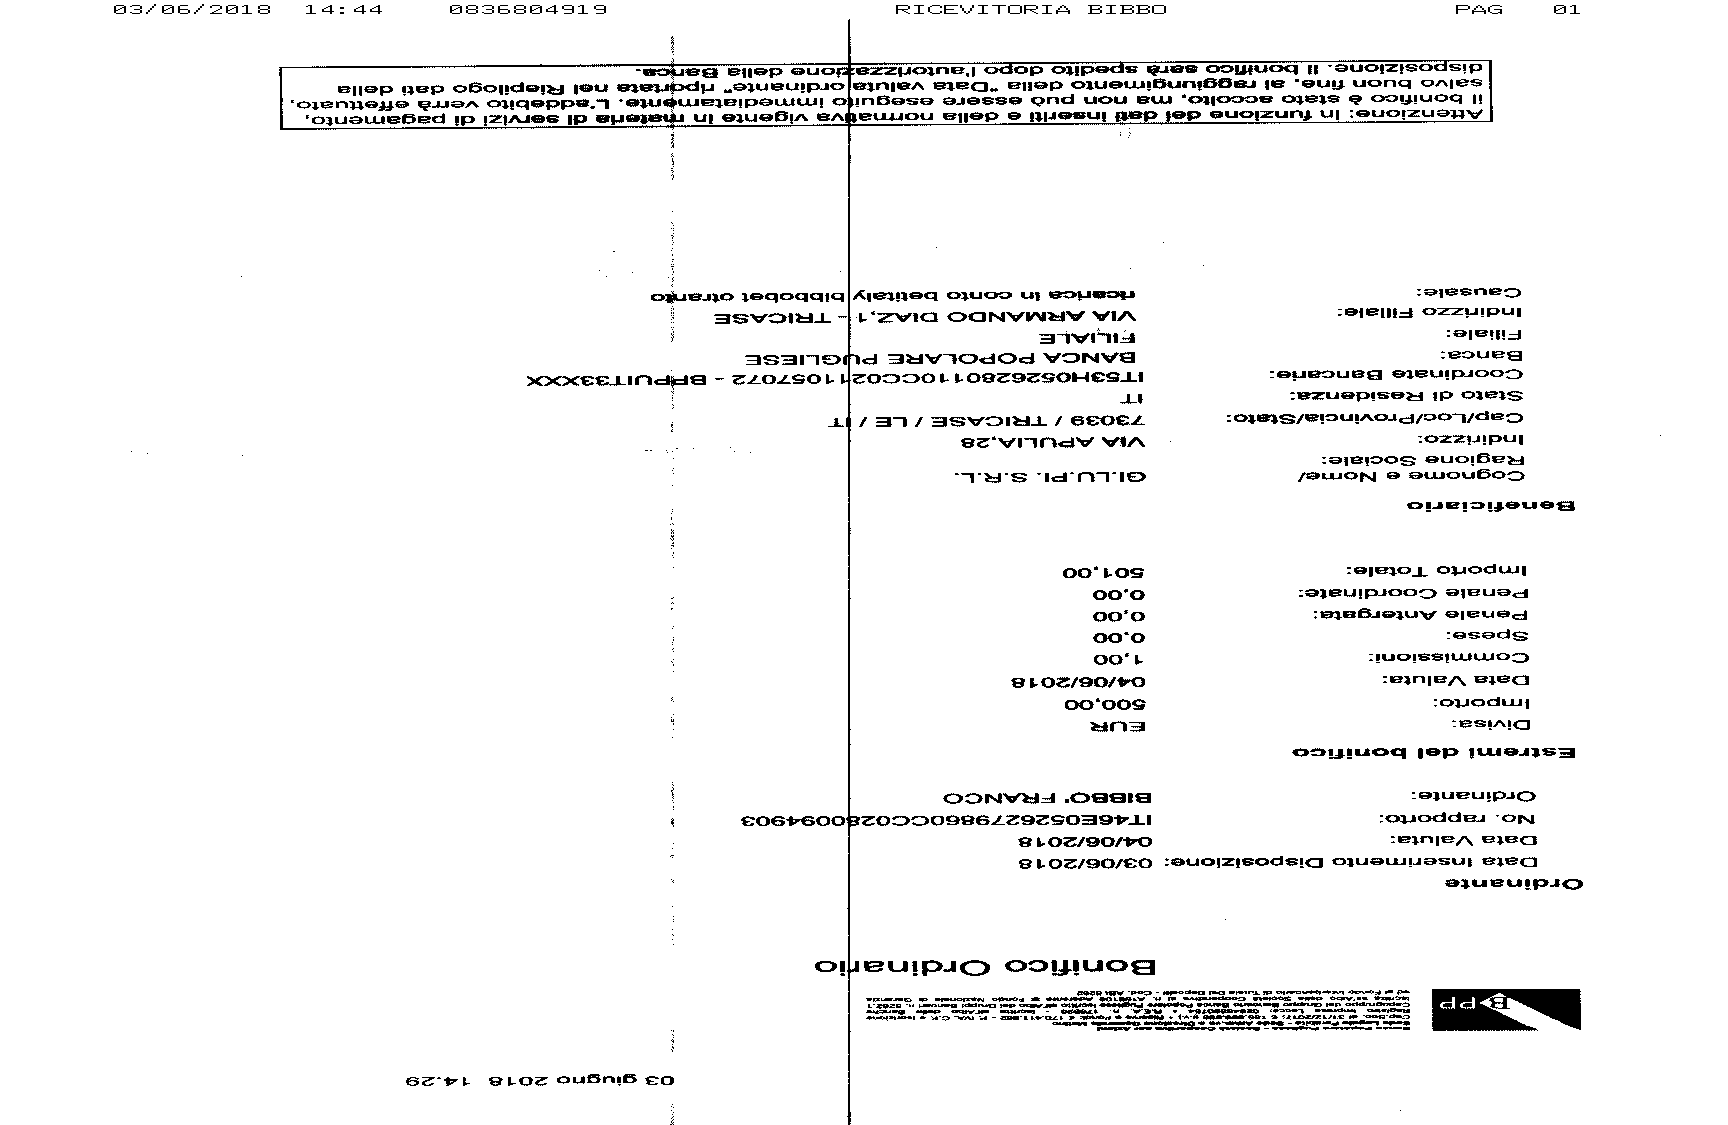 03/06/2018 14:44 0836804919 RICEVITORIA BIBBO PAG 01
03 giugno 2018 14.29
BPP
Bonifico Ordinario
Ordinante
Data Inserimento Disposizione: 03/06/2018
Data Valuta: 04/06/2018
No. rapporto: IT46E0526279860CC0280094903
Ordinante: BIBBO' FRANCO
Estremi del bonifico
Divisa: EUR
Importo: 500,00
Data Valuta: 04/06/2018
Commissioni: 1,00
Spese: 0,00
Penale Antergata: 0,00
Penale Coordinate: 0,00
Importo Totale: 501,00
Beneficiario
Cognome e Nome/ GI.LU.PI. S.R.L.
Ragione Sociale:
Indirizzo: VIA APULIA,28
Cap/Loc/Provincia/Stato: 73039 / TRICASE / LE / IT
Stato di Residenza: IT
Coordinate Bancarie: IT53H0526280110CC0211057072 - BPPUIT33XXX
Banca: BANCA POPOLARE PUGLIESE
Filiale: FILIALE
Indirizzo Filiale: VIA ARMANDO DIAZ,1 - TRICASE
Causale: ricarica in conto betitaly bibbobet otranto
Attenzione: In funzione dei dati inseriti e della normativa vigente in materia di servizi di pagamento,
il bonifico è stato accolto, ma non può essere eseguito immediatamente. L'addebito verrà effettuato,
salvo buon fine, al raggiungimento della "Data valuta ordinante" riportata nel Riepilogo dati della
disposizione. Il bonifico sarà spedito dopo l'autorizzazione della Banca.